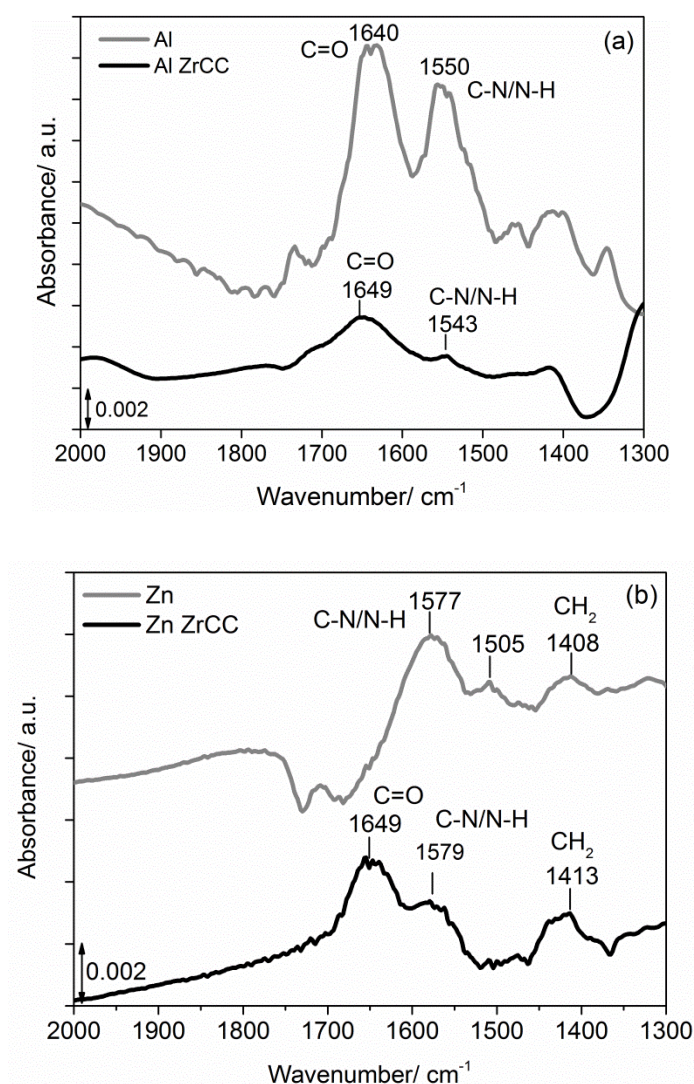 Al
Al ZrCC
(a)
1640
C=O
1550
C-N/N-H
C=O
1649
C-N/N-H
1543
0.002
Absorbance/ a.u.
2000 1900 1800 1700 1600 1500 1400 1300
Wavenumber/ cm-1
Zn
Zn ZrCC
(b)
C-N/N-H
1577
1505
CH2
1408
C=O
1649
C-N/N-H
1579
CH2
1413
0.002
Absorbance/ a.u.
2000 1900 1800 1700 1600 1500 1400 1300
Wavenumber/ cm-1